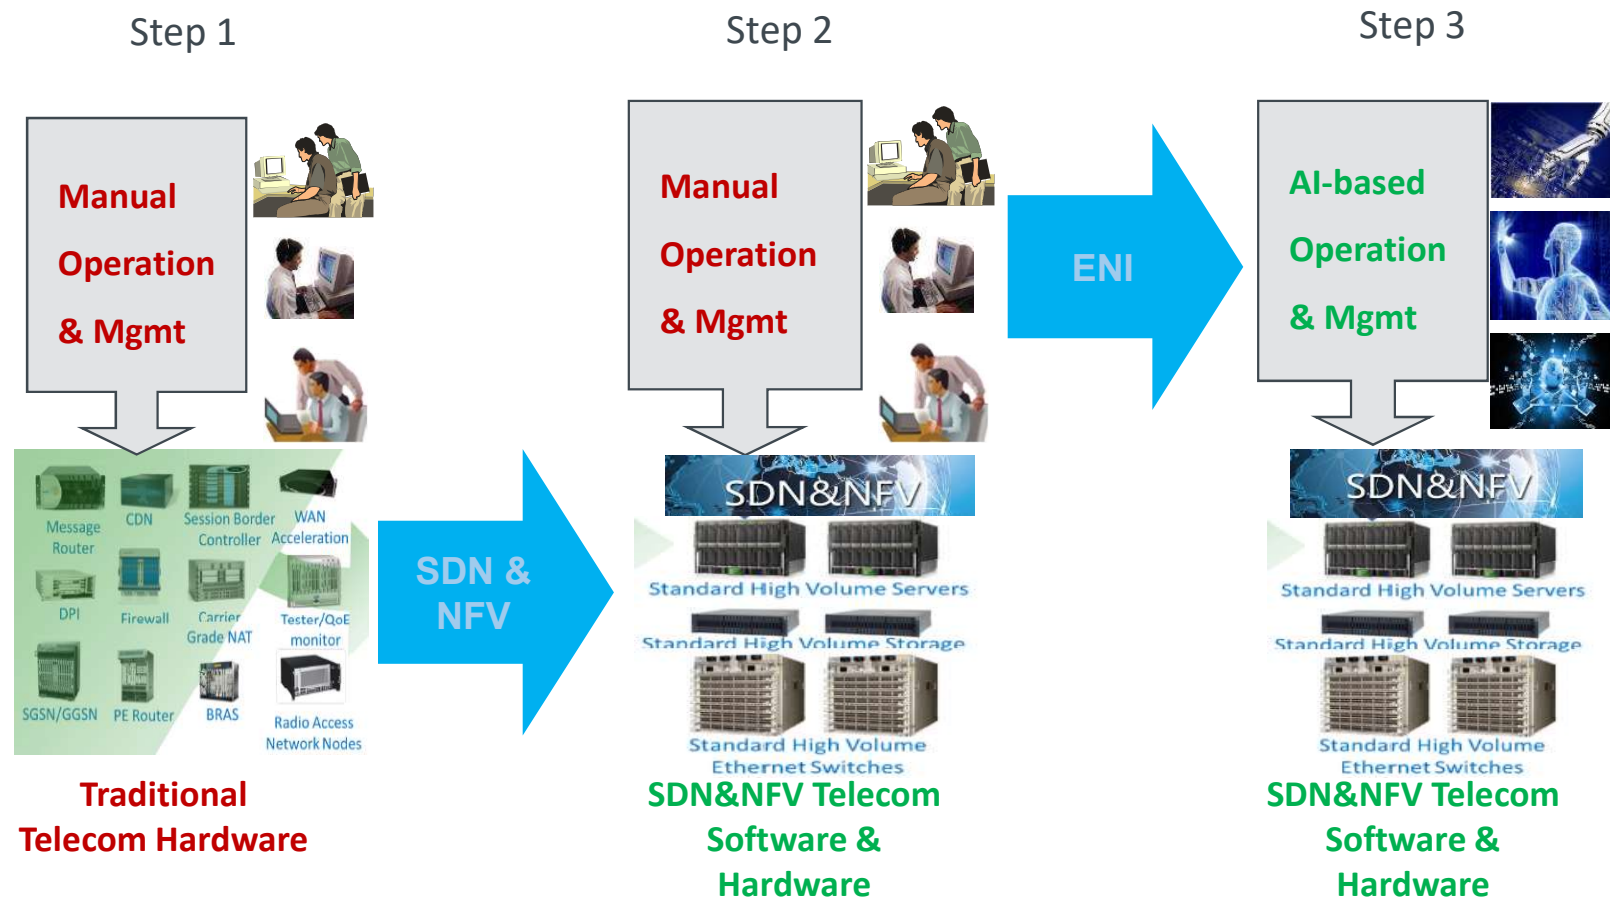 Step 1
Step 2
Step 3
Manual
Operation
& Mgmt
Manual
Operation
& Mgmt
ENI
AI-based
Operation
& Mgmt
Message
Router
CDN
Session Border
Controller
WAN
Acceleration
DPI
Firewall
Carrier
Grade NAT
Tester/QoE
monitor
SGSN/GGSN
PE Router
BRAS
Radio Access
Network Nodes
SDN &
NFV
SDN&NFV
Standard High Volume Servers
Standard High Volume Storage
Standard High Volume
Ethernet Switches
SDN&NFV
Standard High Volume Servers
Standard High Volume Storage
Standard High Volume
Ethernet Switches
Traditional
Telecom Hardware
SDN&NFV Telecom
Software &
Hardware
SDN&NFV Telecom
Software &
Hardware